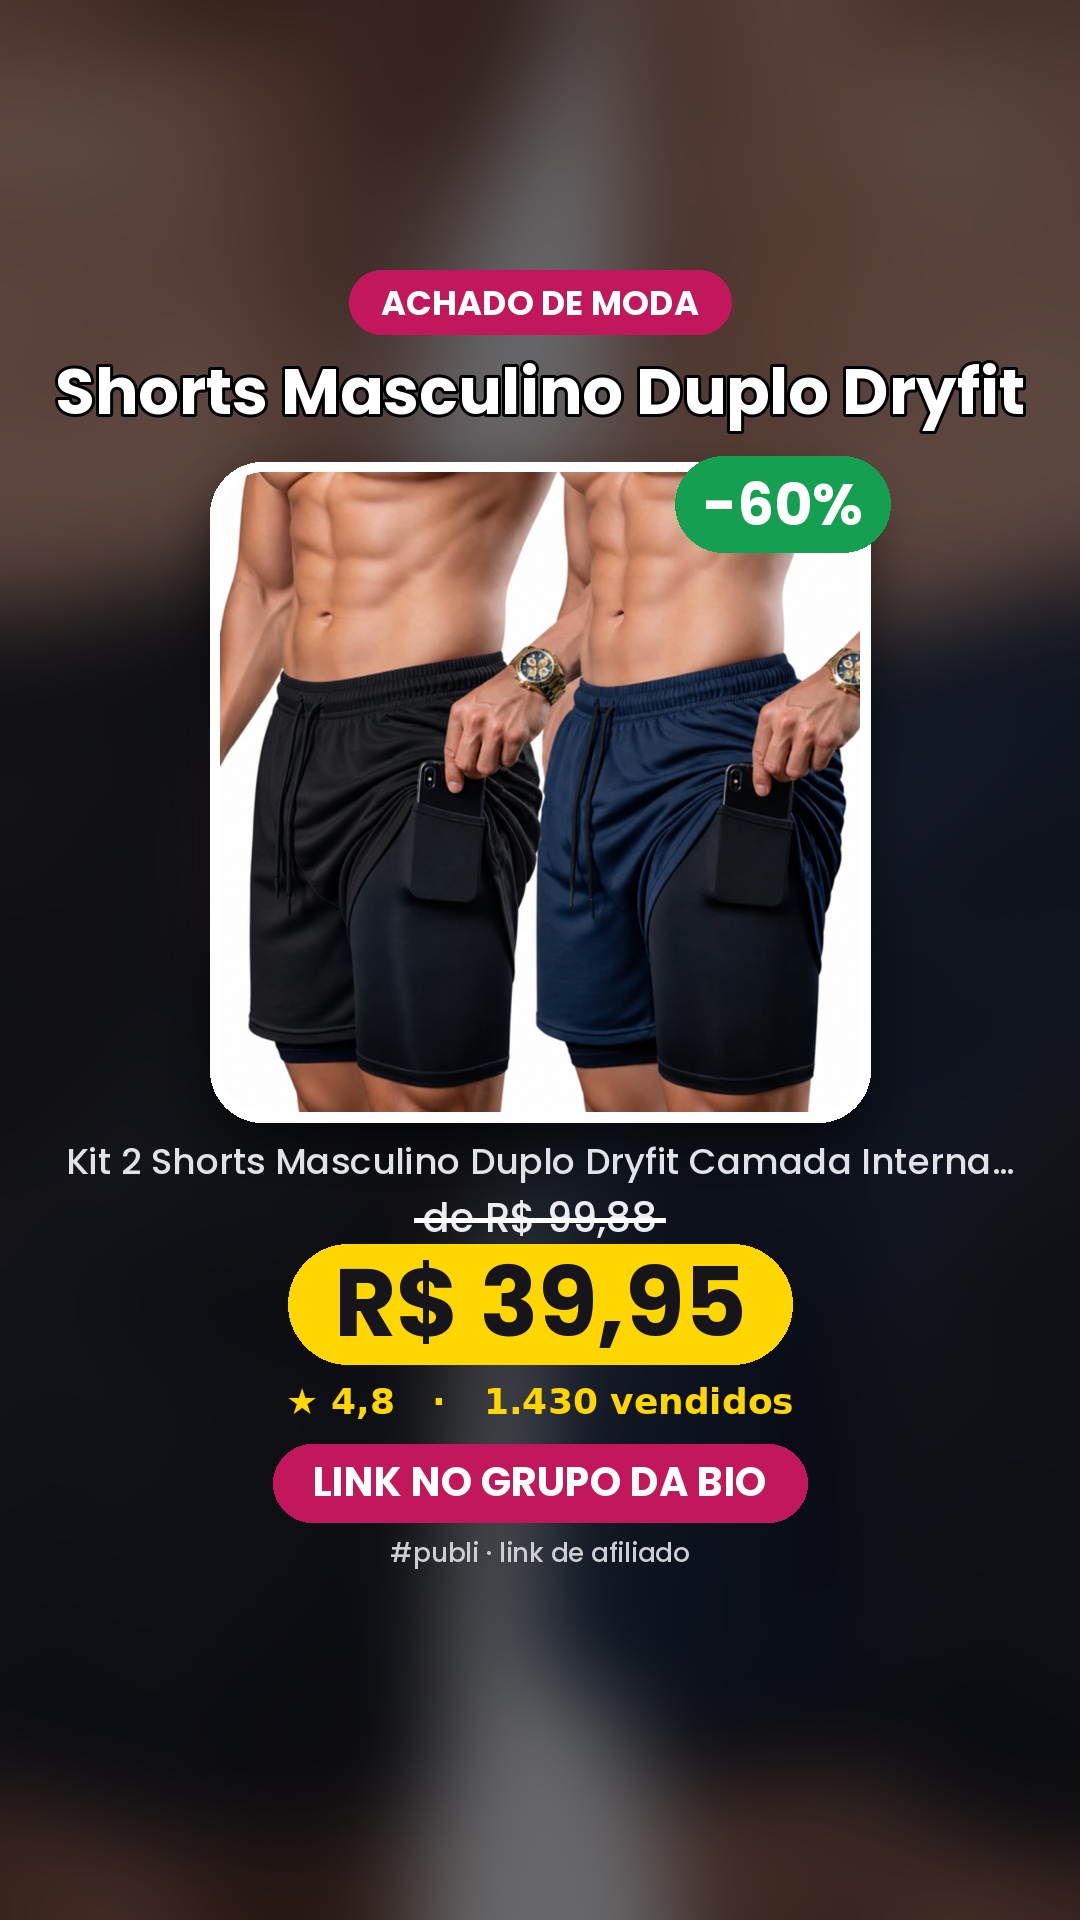 ACHADO DE MODA
Shorts Masculino Duplo Dryfit
-60%
Kit 2 Shorts Masculino Duplo Dryfit Camada Interna...
de R$ 99,88
R$ 39,95
★ 4,8 · 1.430 vendidos
LINK NO GRUPO DA BIO
#publi · link de afiliado